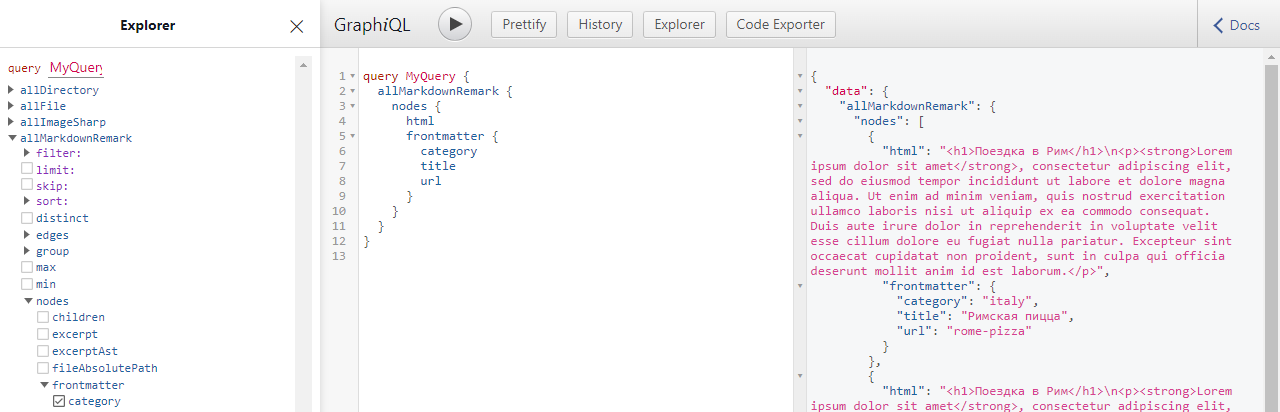 Explorer
query MyQuery
allDirectory
allFile
allImageSharp
allMarkdownRemark
filter:
limit:
skip:
sort:
distinct
edges
group
max
min
nodes
children
excerpt
excerptAst
fileAbsolutePath
frontmatter
category
GraphiQL Prettify History Explorer Code Exporter Docs
1 query MyQuery {
2 allMarkdownRemark {
3 nodes {
4 html
5 frontmatter {
6 category
7 title
8 url
9 }
10 }
11 }
12 }
13
{
"data": {
"allMarkdownRemark": {
"nodes": [
{
"html": "<h1>Поездка в Рим</h1>\n<p><strong>Lorem
ipsum dolor sit amet</strong>, consectetur adipiscing elit,
sed do eiusmod tempor incididunt ut labore et dolore magna
aliqua. Ut enim ad minim veniam, quis nostrud exercitation
ullamco laboris nisi ut aliquip ex ea commodo consequat.
Duis aute irure dolor in reprehenderit in voluptate velit
esse cillum dolore eu fugiat nulla pariatur. Excepteur sint
occaecat cupidatat non proident, sunt in culpa qui officia
deserunt mollit anim id est laborum.</p>",
"frontmatter": {
"category": "italy",
"title": "Римская пицца",
"url": "rome-pizza"
}
},
{
"html": "<h1>Поездка в Рим</h1>\n<p><strong>Lorem
ipsum dolor sit amet</strong>, consectetur adipiscing elit,